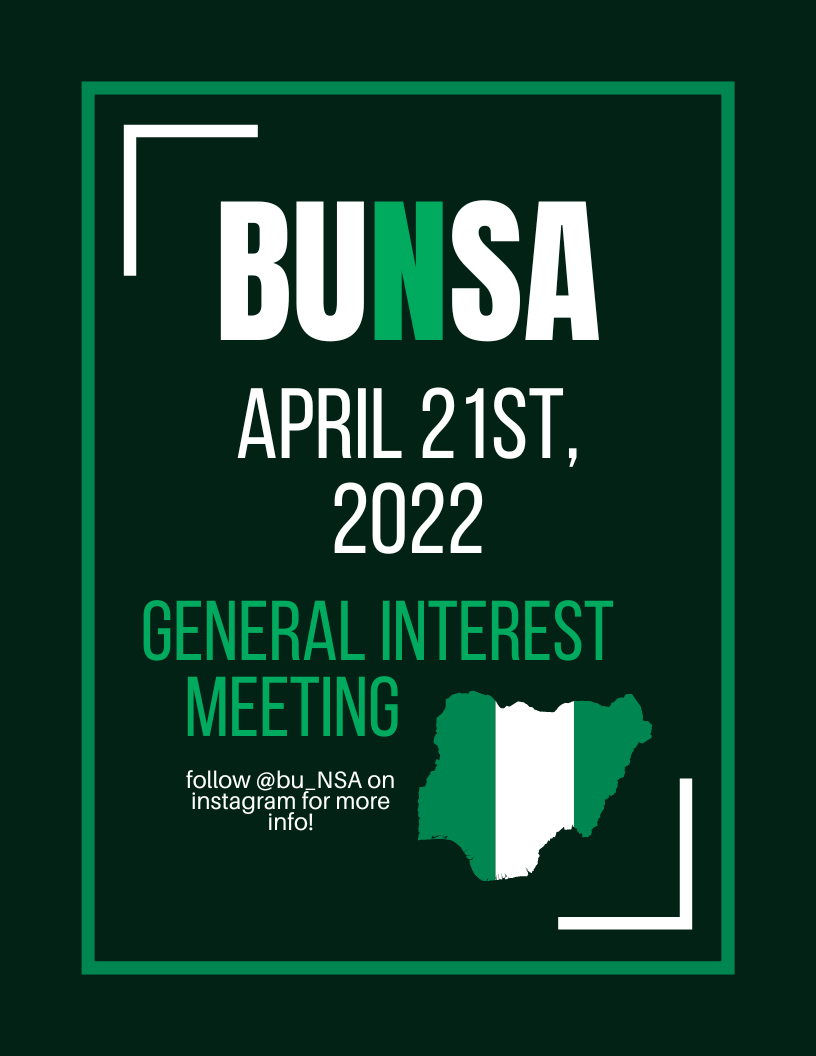 BUNSA
APRIL 21ST,
2022
GENERAL INTEREST
MEETING
follow @bu_NSA on
instagram for more
info!